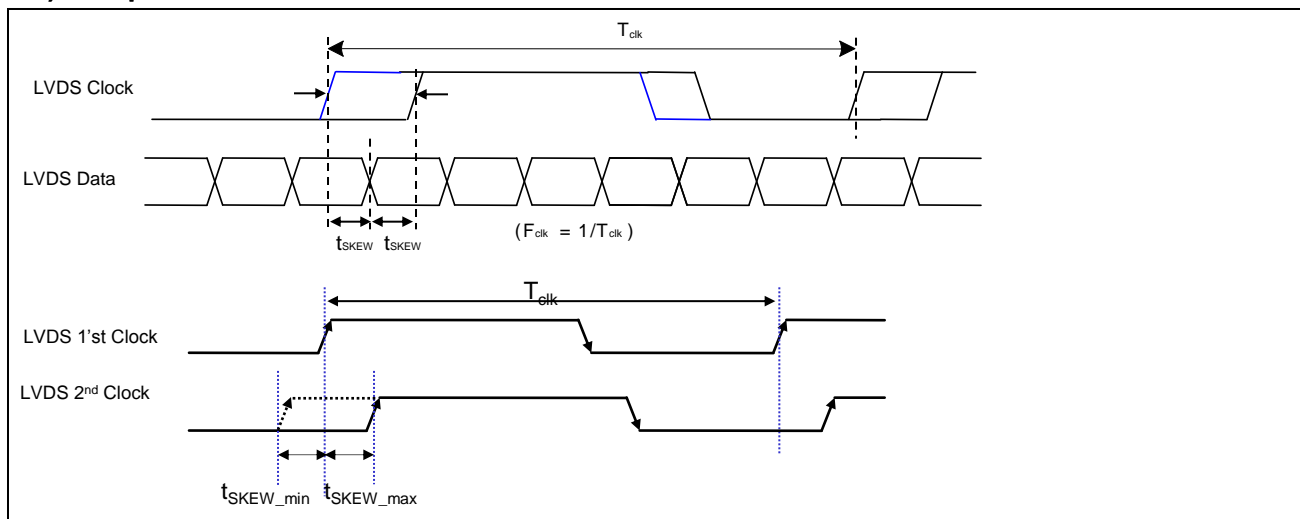 Tclk
LVDS Clock
LVDS Data
tSKEW tSKEW
(Fclk = 1/Tclk)
Tclk
LVDS 1'st Clock
LVDS 2nd Clock
tSKEW_min tSKEW_max